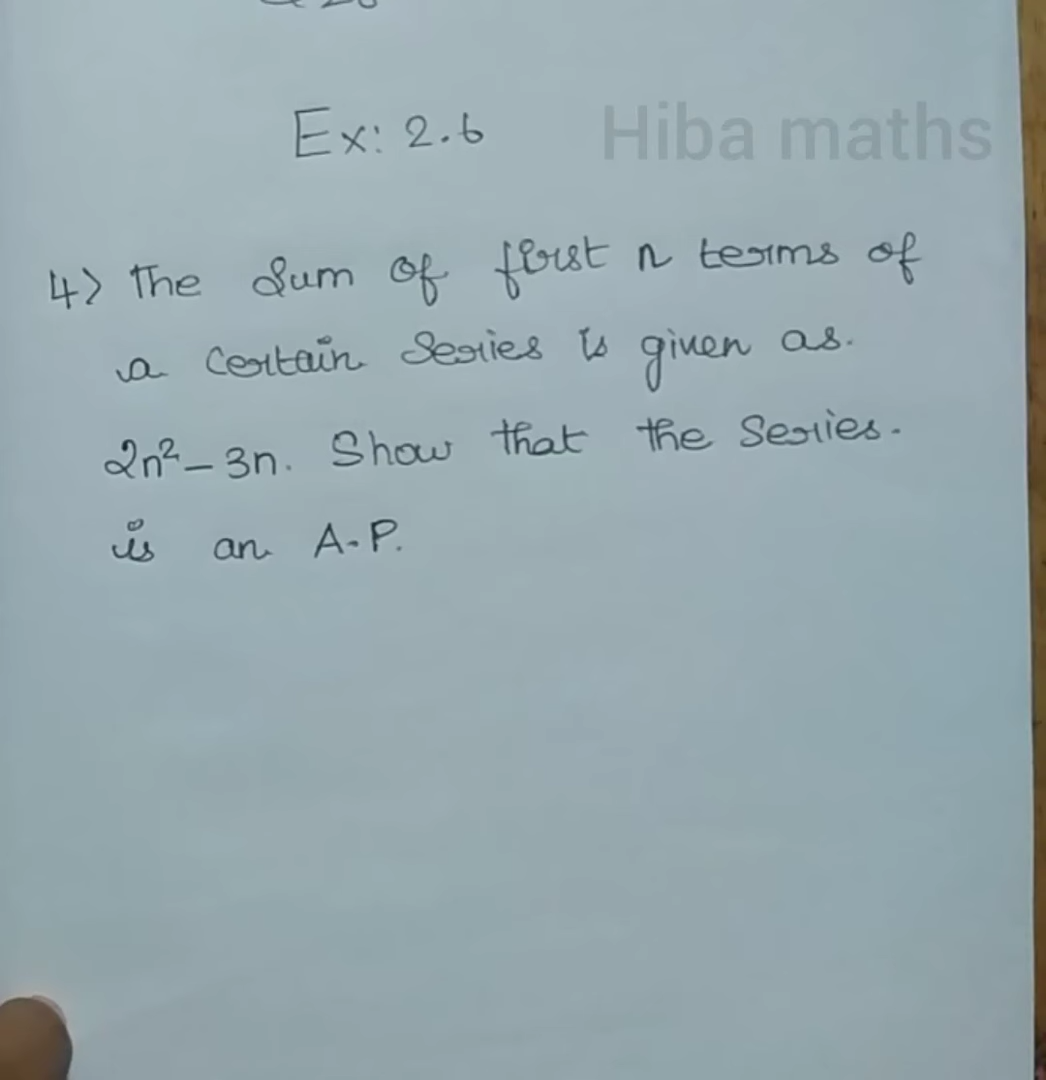 Ex: 2.6
Hiba maths
4) The Sum of first n terms of
a certain Series is given as.
2n² - 3n. Show that the Series.
is an A.P.